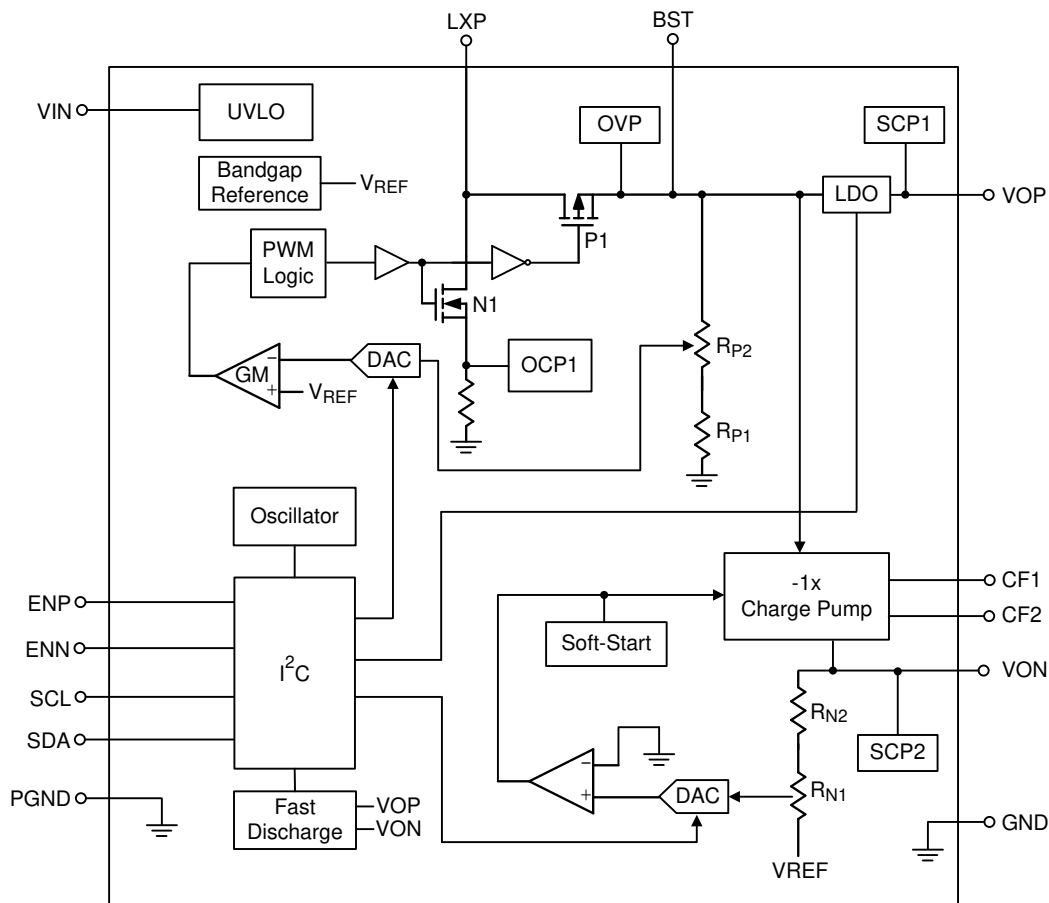 LXP
BST
VIN
UVLO
OVP
SCP1
Bandgap
Reference
VREF
LDO
VOP
P1
PWM
Logic
N1
DAC
OCP1
RP2
GM
VREF
RP1
Oscillator
-1x
Charge Pump
CF1
CF2
ENP
ENN
SCL
SDA
I2C
Soft-Start
VON
RN2
SCP2
PGND
Fast
Discharge
VOP
VON
DAC
RN1
VREF
GND